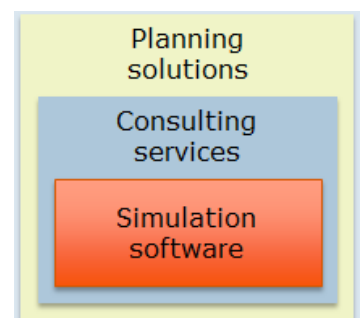 Planning
solutions
Consulting
services
Simulation
software